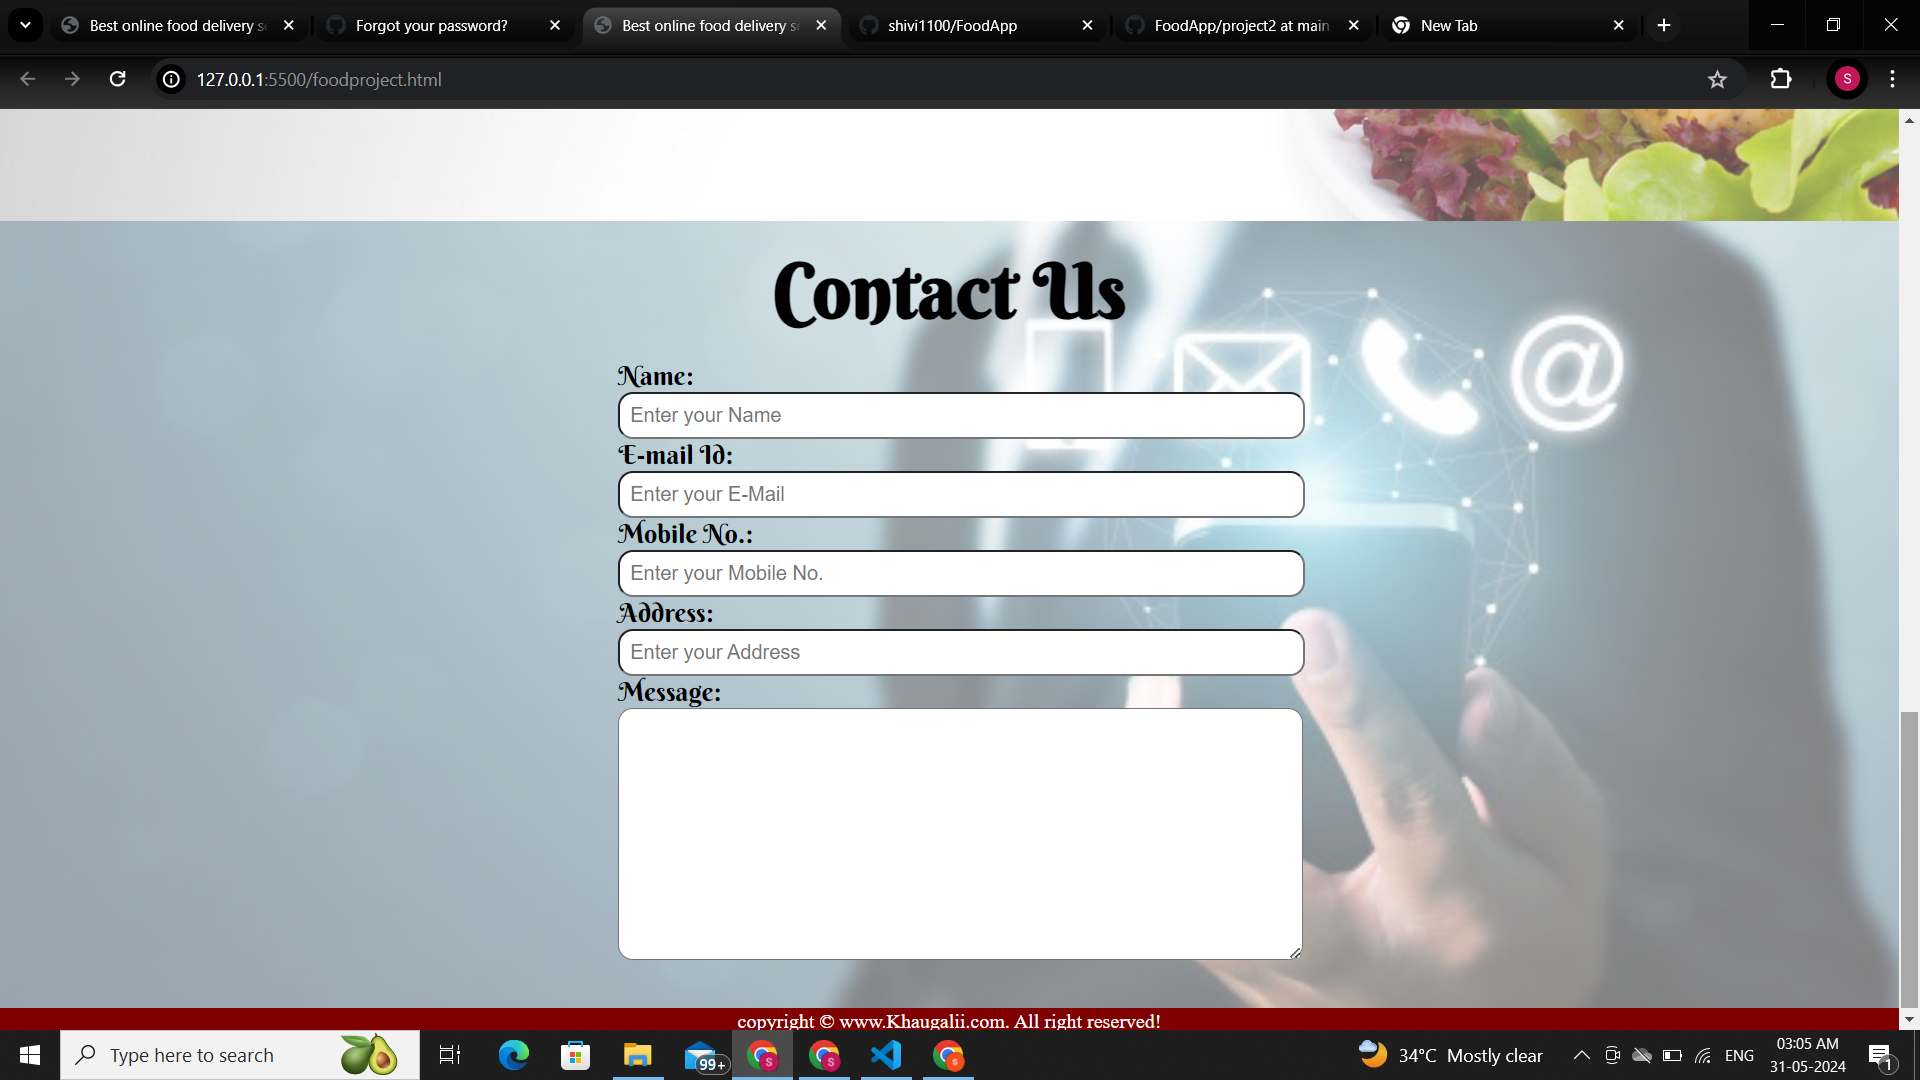 Best online food delivery s
Forgot your password?
Best online food delivery s
shivi1100/FoodApp
FoodApp/project2 at main
New Tab
127.0.0.1:5500/foodproject.html
S
Contact Us
Name:
Enter your Name
E-mail Id:
Enter your E-Mail
Mobile No.:
Enter your Mobile No.
Address:
Enter your Address
Message:
copyright © www.Khaugalii.com. All right reserved!
Type here to search
99+
S
S
S
34°C Mostly clear
ENG
03:05 AM
31-05-2024
1